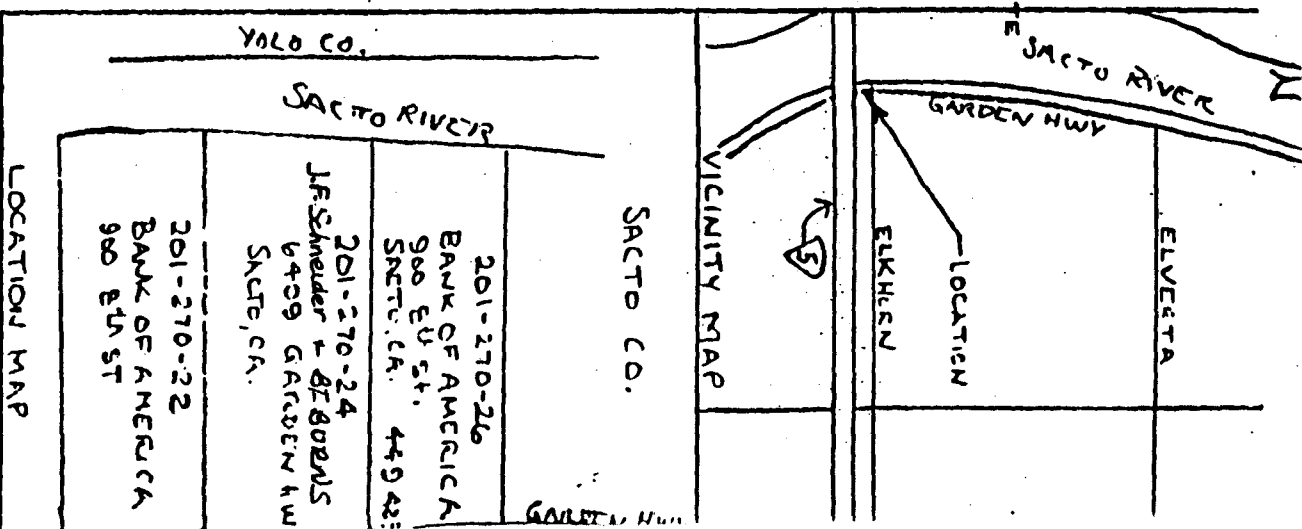 YOLO CO.
SACTO RIVER
201-270-26
BANK OF AMERICA
900 8th st.
SACTO. CA.
201-270-24
J.F. Schneider +
6409 GARDEN HW
SACTO, CA.
201-270-22
BANK OF AMERICA
900 8th ST
GARDEN HWY
SACTO CO.
LOCATION MAP
SACTO RIVER
GARDEN HWY
5
ELKHORN
LOCATION
ELVERTA
VICINITY MAP